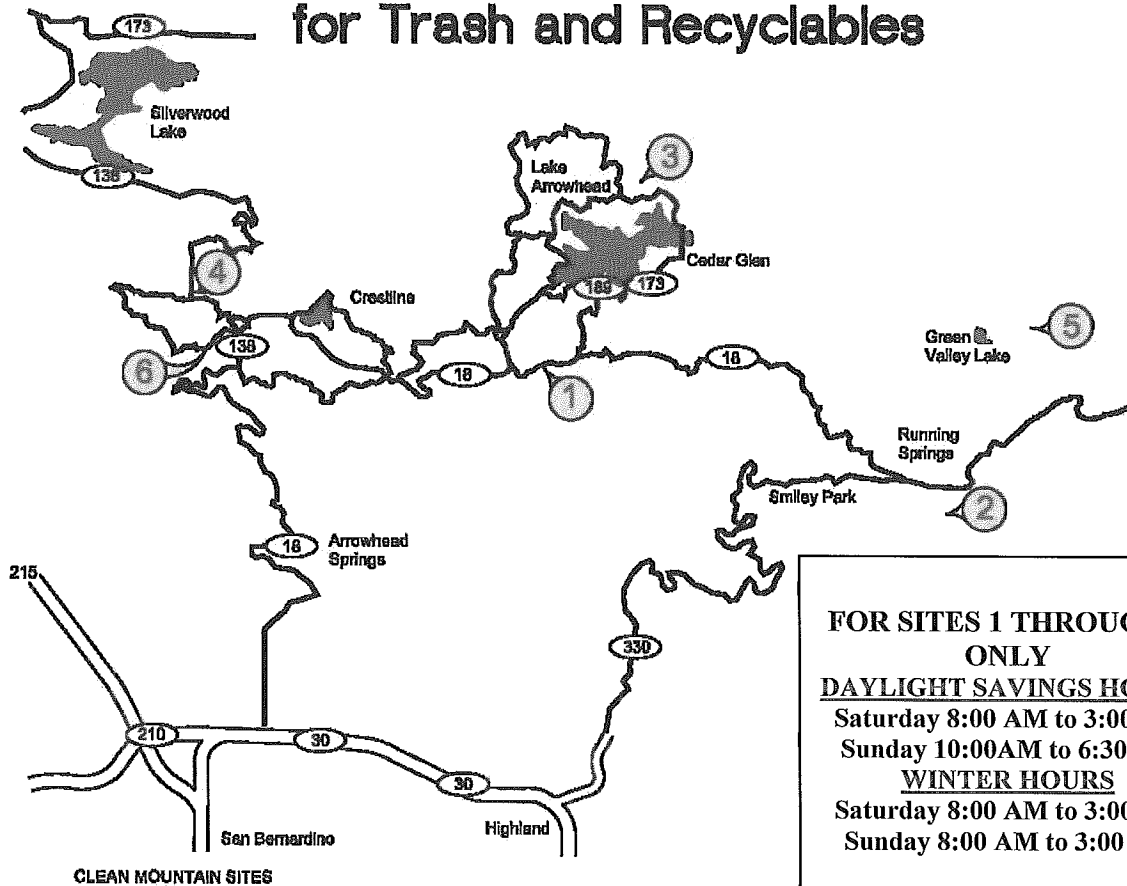 for Trash and Recyclables
173
Silverwood
Lake
138
Lake
Arrowhead
3
4
Cedar Glen
189
173
Crestline
5
Green
Valley Lake
138
18
18
6
1
Running
Springs
Smiley Park
2
18
Arrowhead
Springs
215
330
FOR SITES 1 THROUG
ONLY
DAYLIGHT SAVINGS HO
Saturday 8:00 AM to 3:00
Sunday 10:00AM to 6:30
WINTER HOURS
Saturday 8:00 AM to 3:00
Sunday 8:00 AM to 3:00
210
30
30
San Bernardino
Highland
CLEAN MOUNTAIN SITES